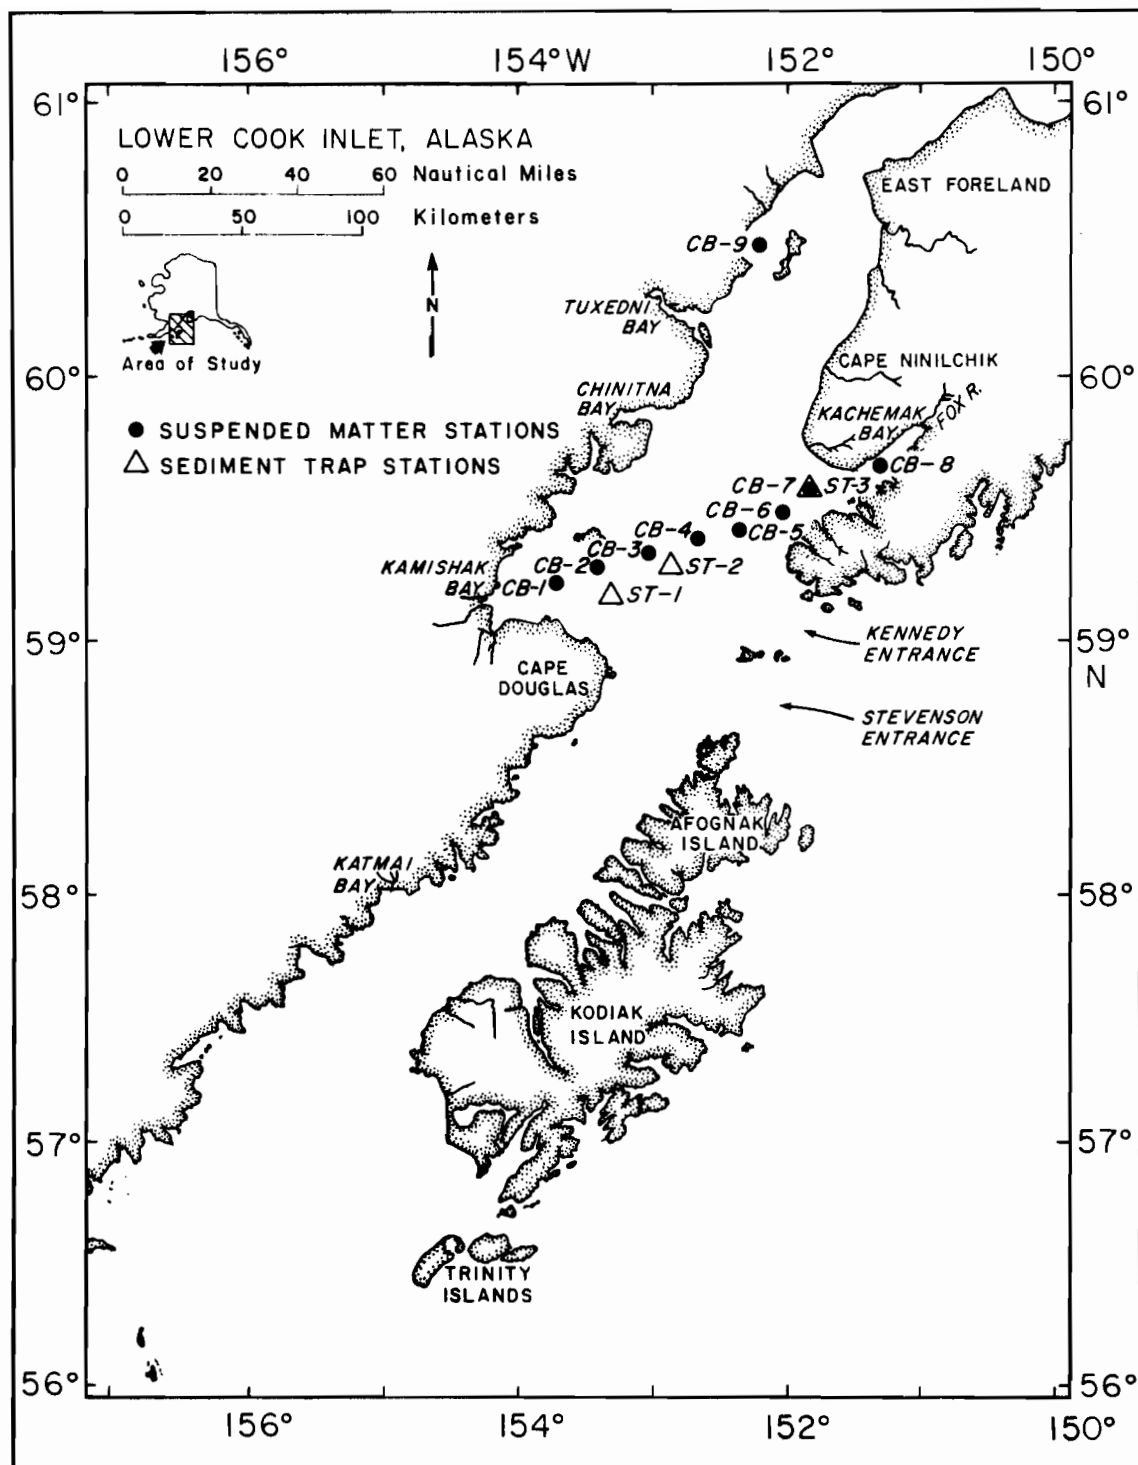 156° 154°W 152° 150°
61° 61°
LOWER COOK INLET, ALASKA
0 20 40 60 Nautical Miles
0 50 100 Kilometers
EAST FORELAND
CB-9
N
TUXEDNI
BAY
Area of Study
60° 60°
CAPE NINILCHIK
CHINITNA
BAY
KACHEMAK
BAY
FOX R.
SUSPENDED MATTER STATIONS
SEDIMENT TRAP STATIONS
CB-8
CB-7 ST-3
CB-6
CB-5
CB-4
CB-3
CB-2
CB-1
ST-2
ST-1
KAMISHAK
BAY
59° 59°
N
KENNEDY
ENTRANCE
CAPE
DOUGLAS
STEVENSON
ENTRANCE
AFOGNAK
ISLAND
KATMAI
BAY
58° 58°
KODIAK
ISLAND
57° 57°
TRINITY
ISLANDS
56° 56°
156° 154° 152° 150°